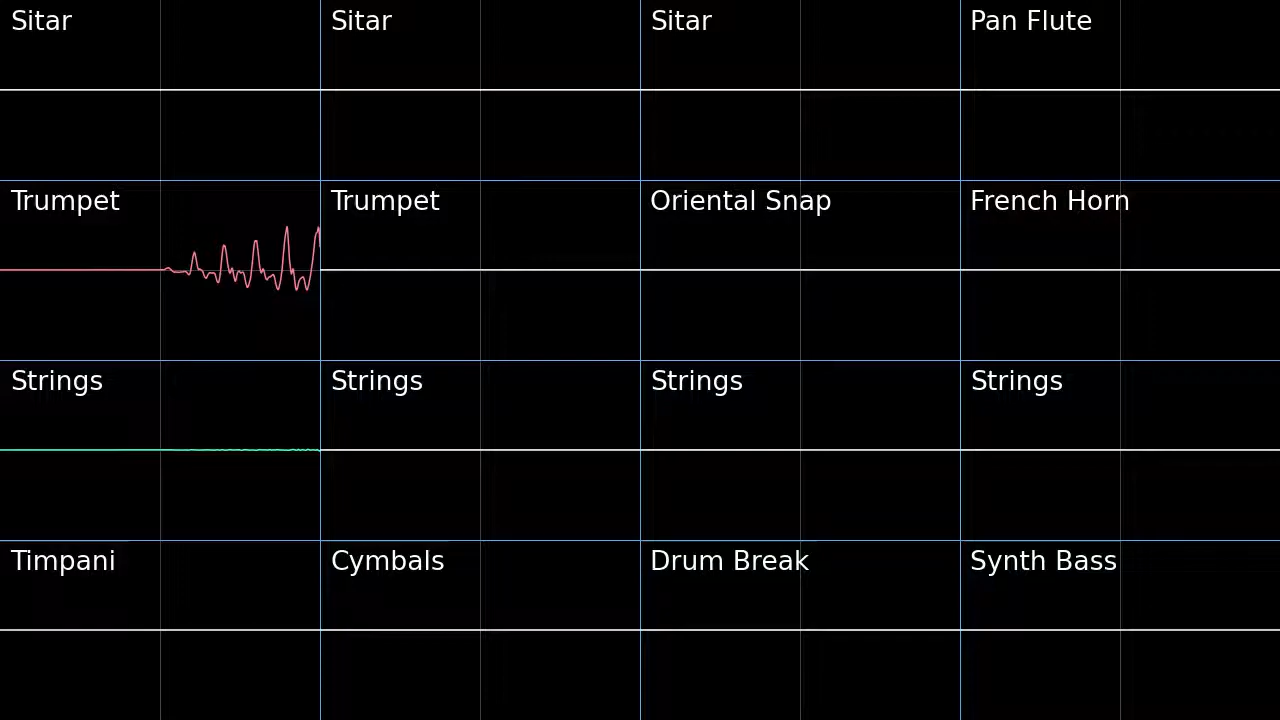 Sitar
Sitar
Sitar
Pan Flute
Trumpet
Trumpet
Oriental Snap
French Horn
Strings
Strings
Strings
Strings
Timpani
Cymbals
Drum Break
Synth Bass